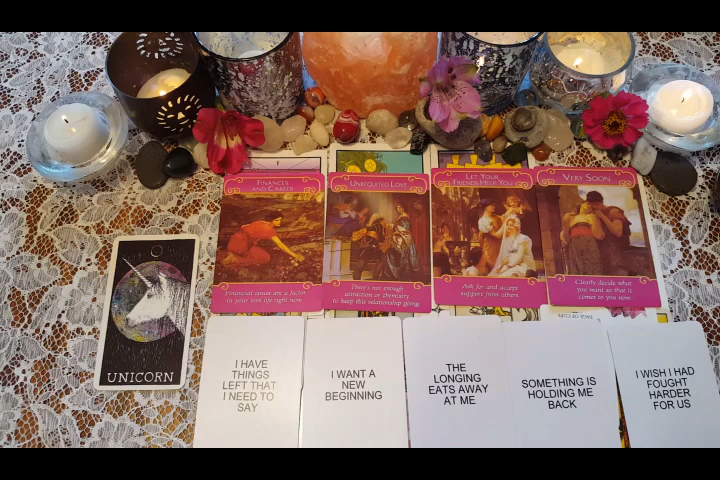 FINANCES
AND CAREER
Financial issues are a factor
in your love life right now.
UNREQUITED LOVE
There's not enough
attraction or chemistry
to keep this relationship going.
LET YOUR
FRIENDS HELP YOU
Ask for and accept
support from others.
VERY SOON
Clearly decide what
you want so that it
comes to you now.
UNICORN
I HAVE
THINGS
LEFT THAT
I NEED TO
SAY
I WANT A
NEW
BEGINNING
THE
LONGING
EATS AWAY
AT ME
SOMETHING IS
HOLDING ME
BACK
I WISH I HAD
FOUGHT
HARDER
FOR US